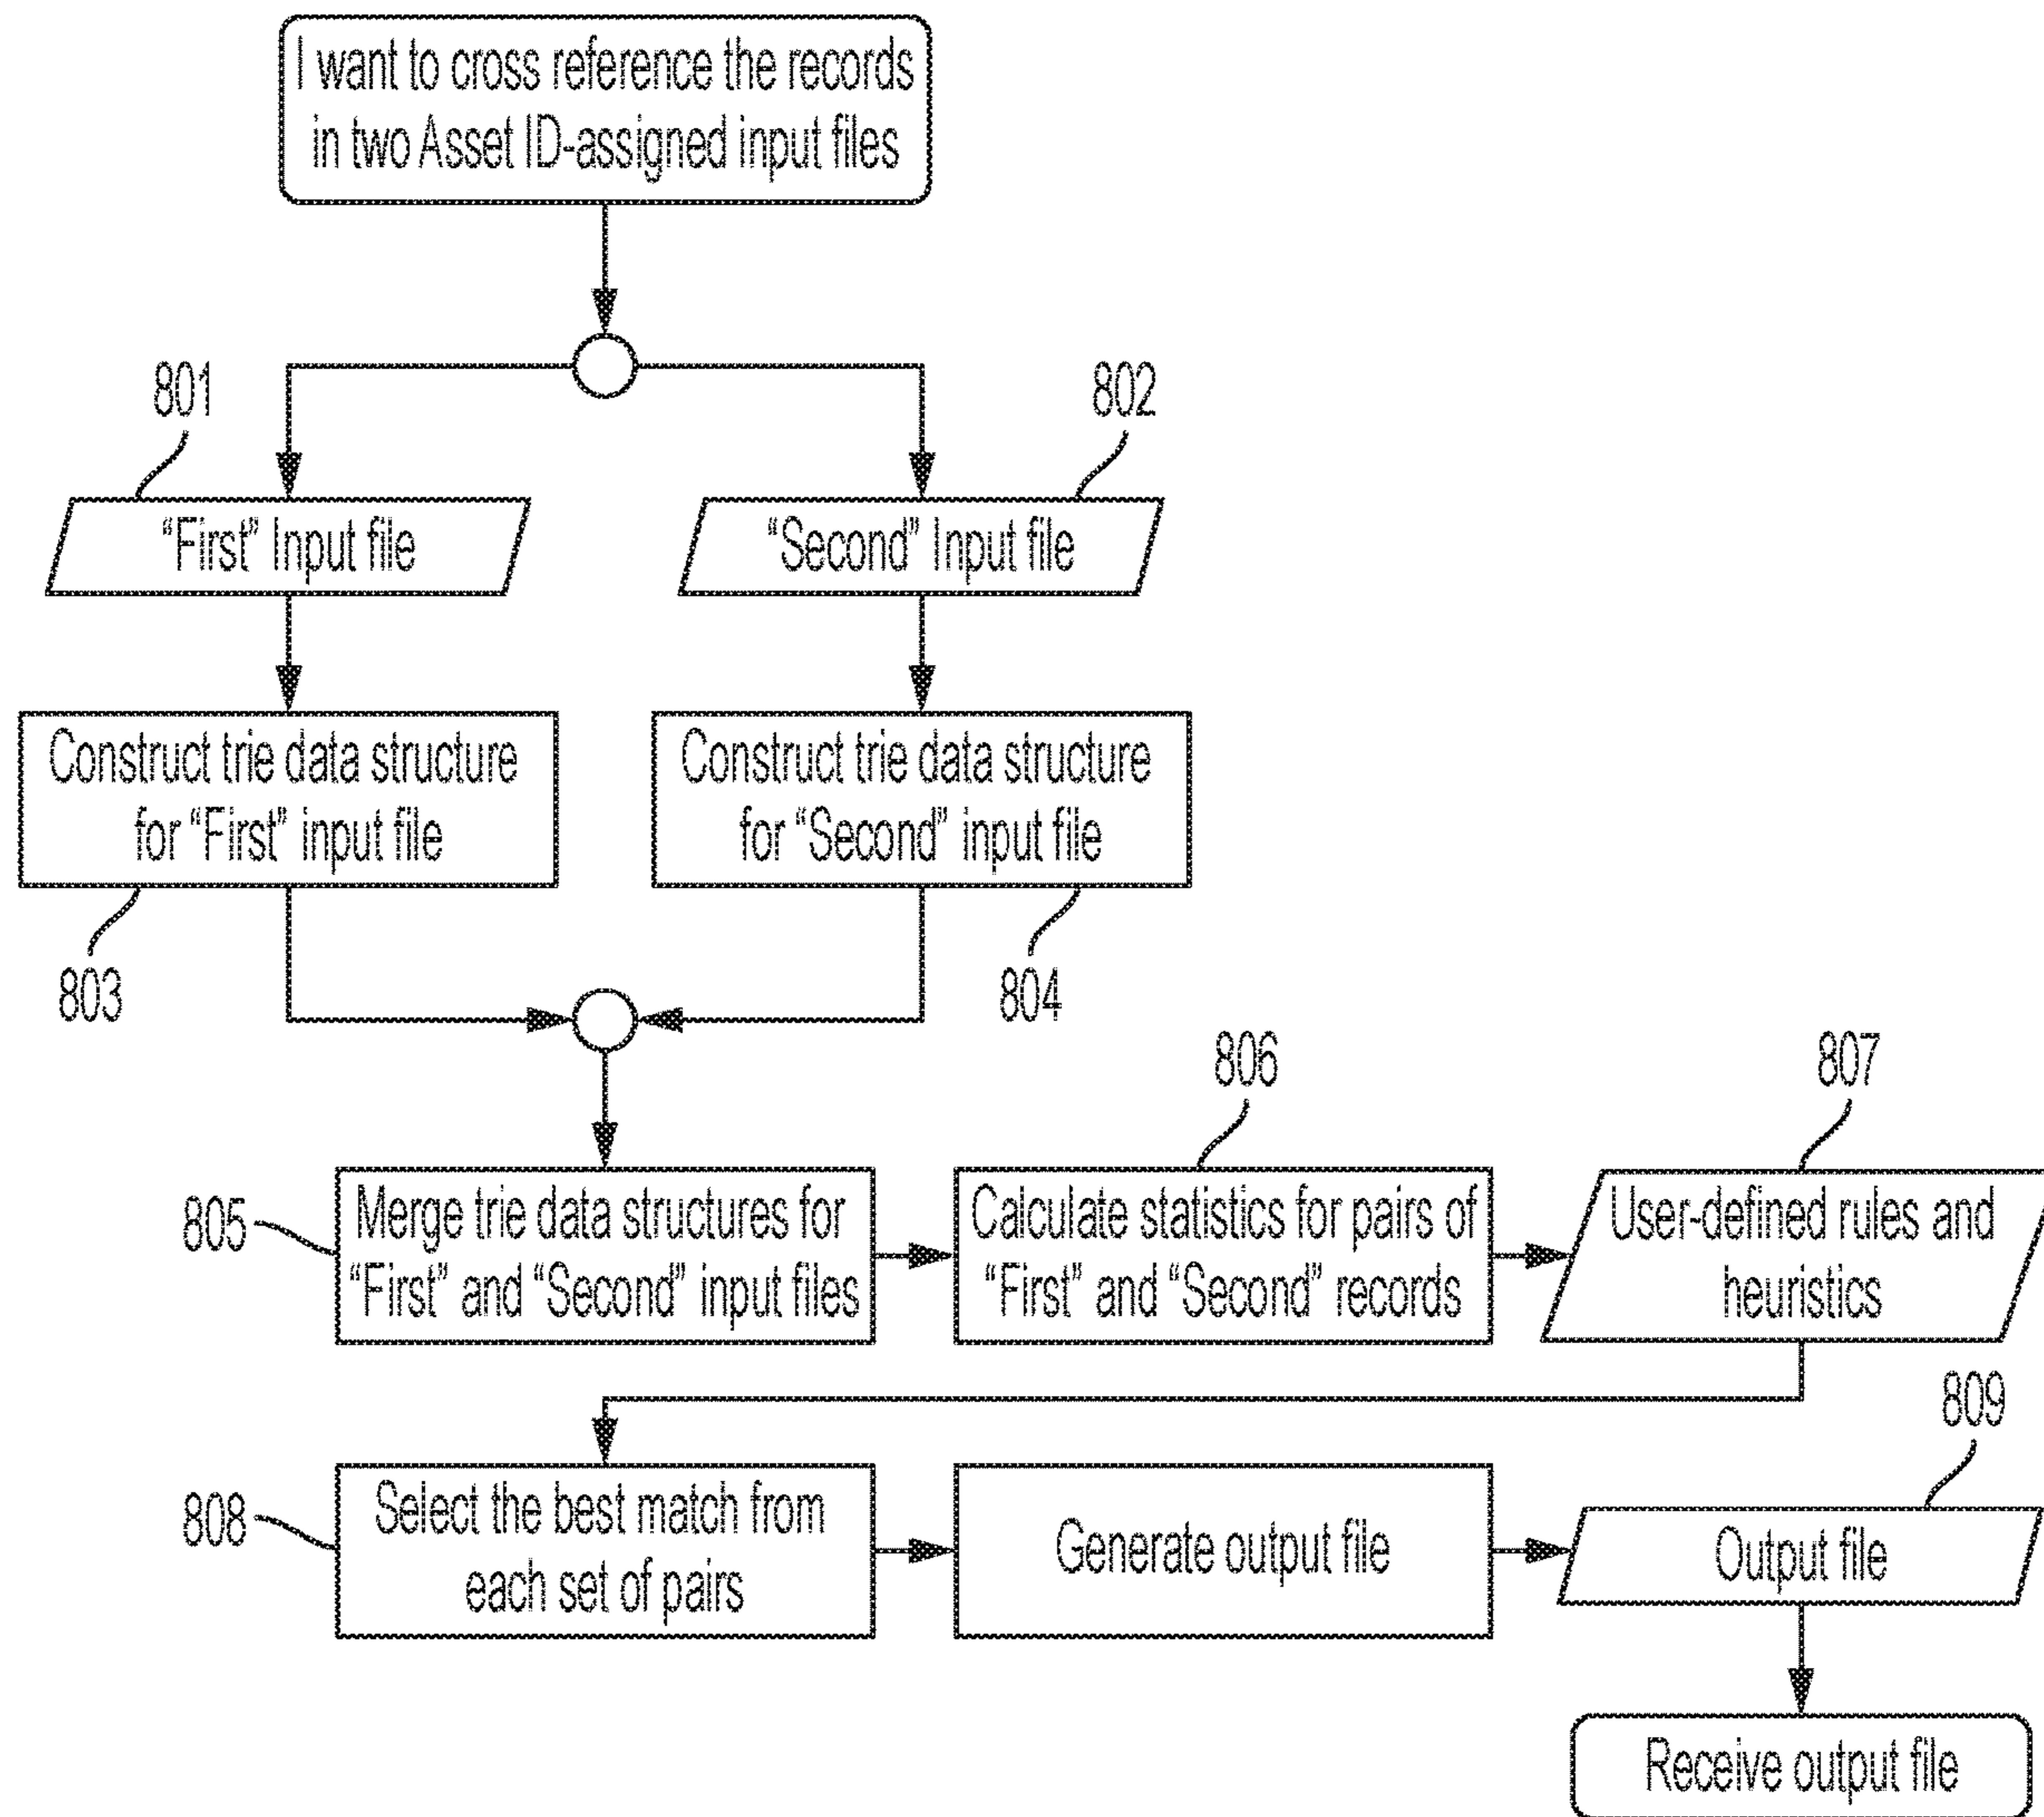 I want to cross reference the records
in two Asset ID-assigned input files
801
802
“First” Input file
“Second” Input file
Construct trie data structure
for “First” input file
Construct trie data structure
for “Second” input file
803
804
806
807
805
Merge trie data structures for
“First” and “Second” input files
Calculate statistics for pairs of
“First” and “Second” records
User-defined rules and
heuristics
809
808
Select the best match from
each set of pairs
Generate output file
Output file
Receive output file